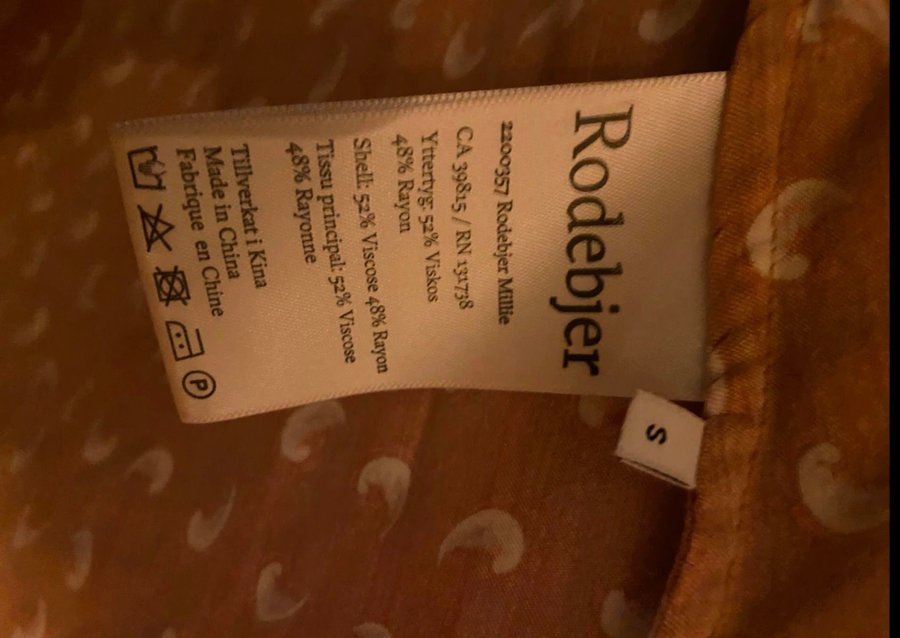 Rodebjer
2200357 Rodebjer Millie
CA 39815 / RN 131738
Yttertyg: 52% Viskos
48% Rayon
Shell: 52% Viscose 48% Rayon
Tissu principal: 52% Viscose
48% Rayonne
Tillverkat i Kina
Made in China
Fabrique en Chine
P
S